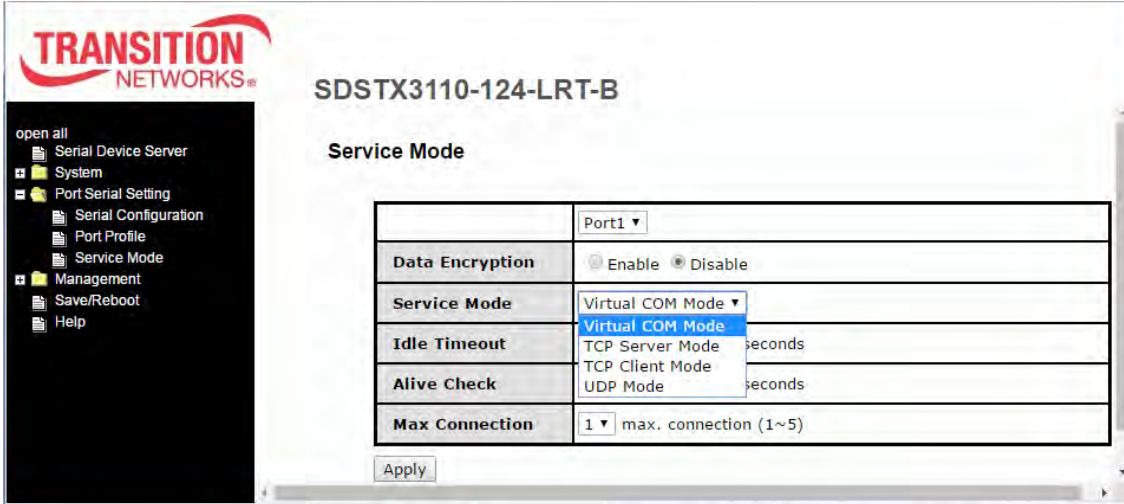 TRANSITION
NETWORKS®
SDSTX3110-124-LRT-B
open all
Serial Device Server
System
Port Serial Setting
Serial Configuration
Port Profile
Service Mode
Management
Save/Reboot
Help
Service Mode
Port1
Data Encryption Enable Disable
Service Mode Virtual COM Mode
Virtual COM Mode
TCP Server Mode
TCP Client Mode
UDP Mode
Idle Timeout seconds
Alive Check seconds
Max Connection 1 max. connection (1~5)
Apply